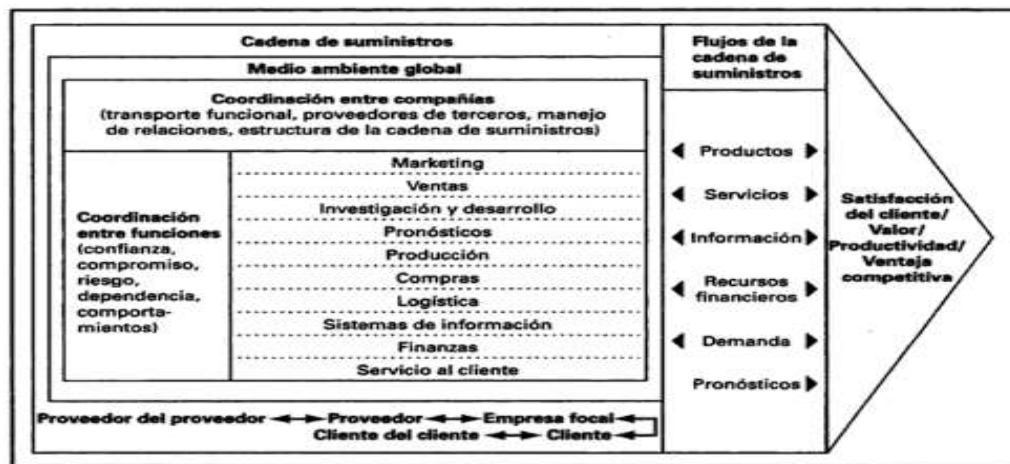 Cadena de suministros
Medio ambiente global
Coordinación entre compañías
(transporte funcional, proveedores de terceros, manejo
de relaciones, estructura de la cadena de suministros)
Coordinación
entre funciones
(confianza,
compromiso,
riesgo,
dependencia,
comporta-
mientos)
Marketing
Ventas
Investigación y desarrollo
Pronósticos
Producción
Compras
Logística
Sistemas de información
Finanzas
Servicio al cliente
Proveedor del proveedor Proveedor Empresa focal
Cliente del cliente Cliente
Flujos de la
cadena de
suministros
Productos
Servicios
Información
Recursos
financieros
Demanda
Pronósticos
Satisfacción
del cliente/
Valor/
Productividad/
Ventaja
competitiva